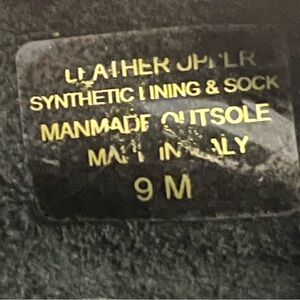 LEATHER UPPER
SYNTHETIC LINING & SOCK
MANMADE OUTSOLE
MADE IN ITALY
9 M